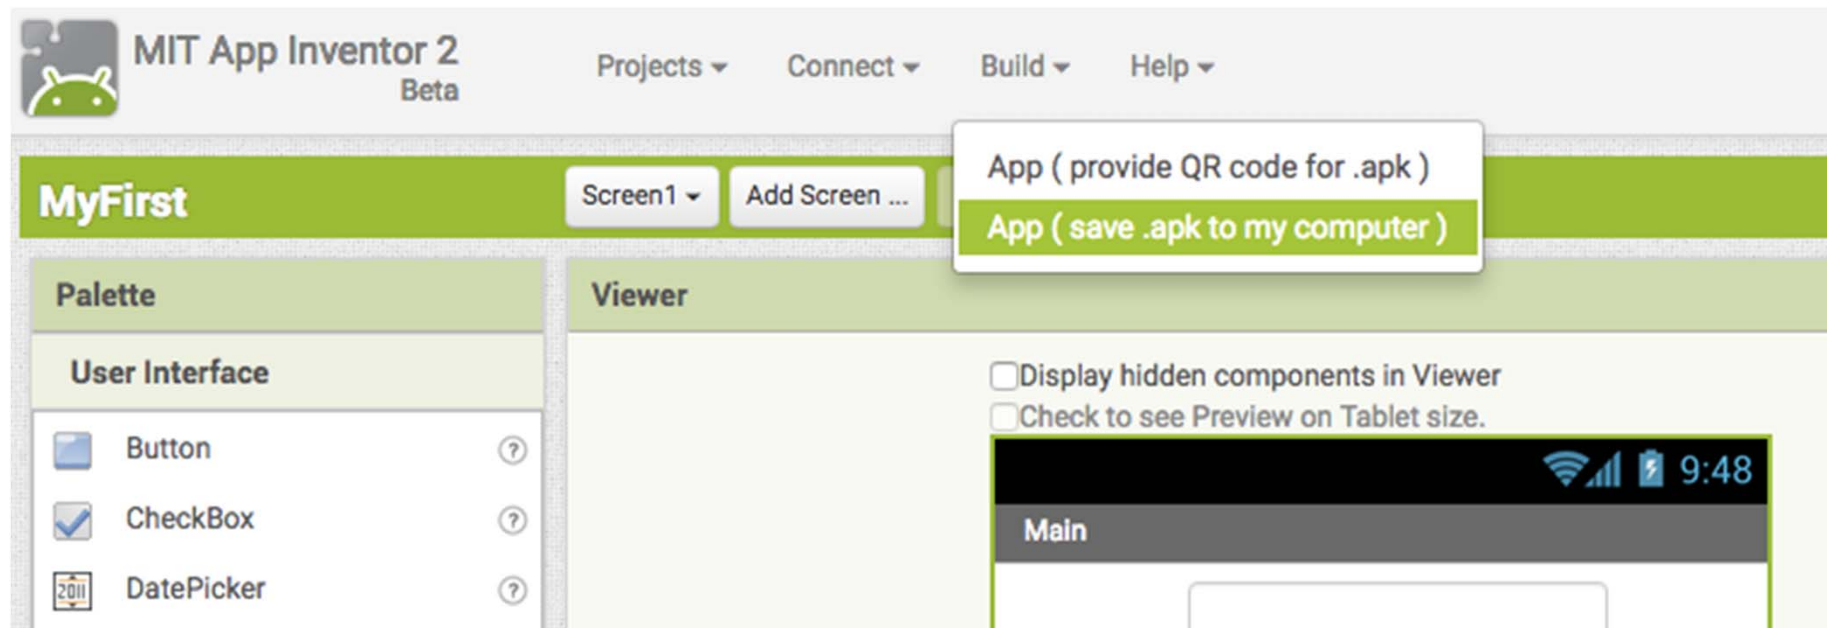 MIT App Inventor 2
Beta
Projects
Connect
Build
Help
App ( provide QR code for .apk )
App ( save .apk to my computer )
MyFirst
Screen1
Add Screen ...
Palette
Viewer
User Interface
Display hidden components in Viewer
Check to see Preview on Tablet size.
Button
?
9:48
CheckBox
?
Main
2011
DatePicker
?